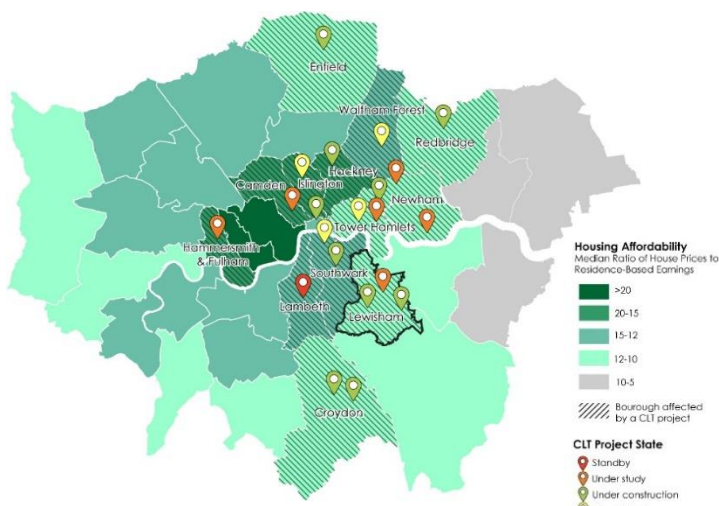 Enfield
Waltham Forest
Redbridge
Hackney
Islington
Camden
Newham
Tower Hamlets
Hammersmith
& Fulham
Southwark
Lambeth
Lewisham
Croydon
Housing Affordability
Median Ratio of House Prices to
Residence-Based Earnings
>20
20-15
15-12
12-10
10-5
Bourough affected
by a CLT project
CLT Project State
Standby
Under study
Under construction